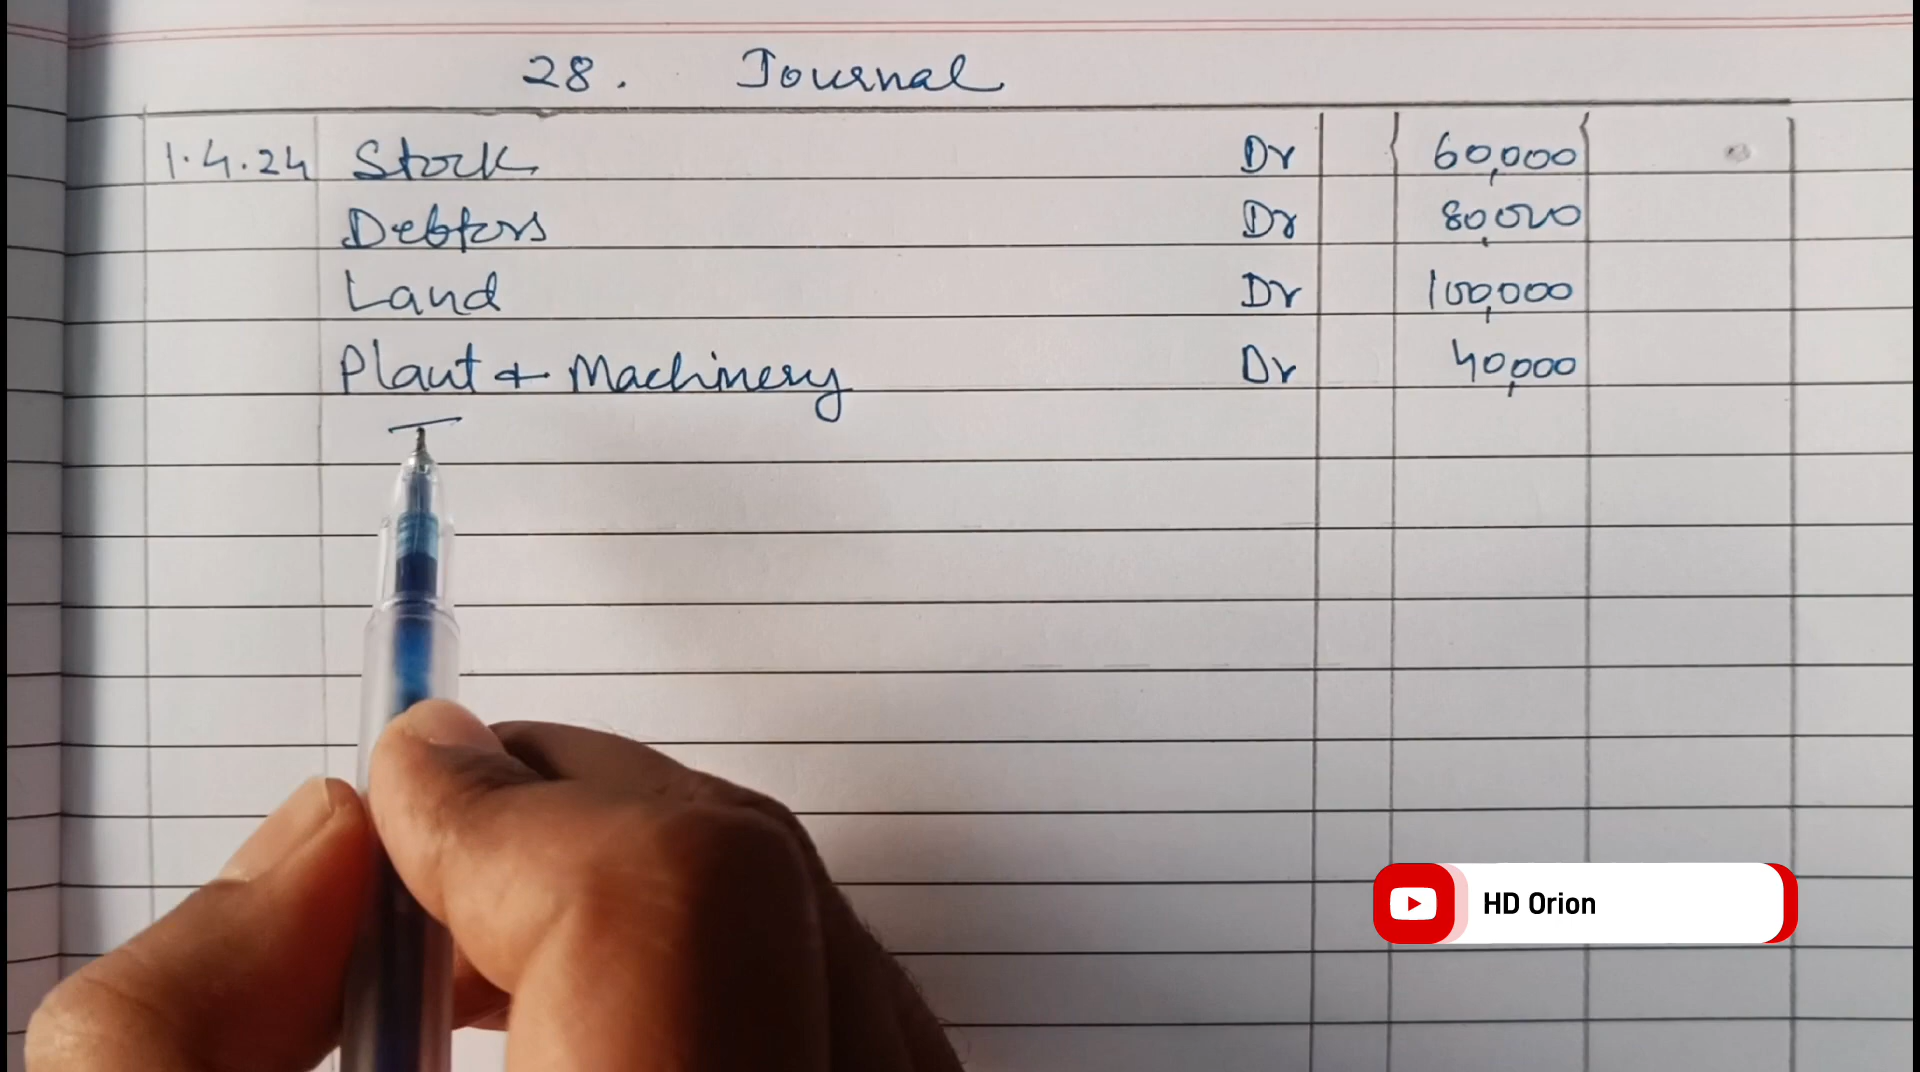 28. Journal
1.4.24 Stock Dr 60,000
Debtors Dr 80,000
Land Dr 100,000
Plant & Machinery Dr 40,000
HD Orion